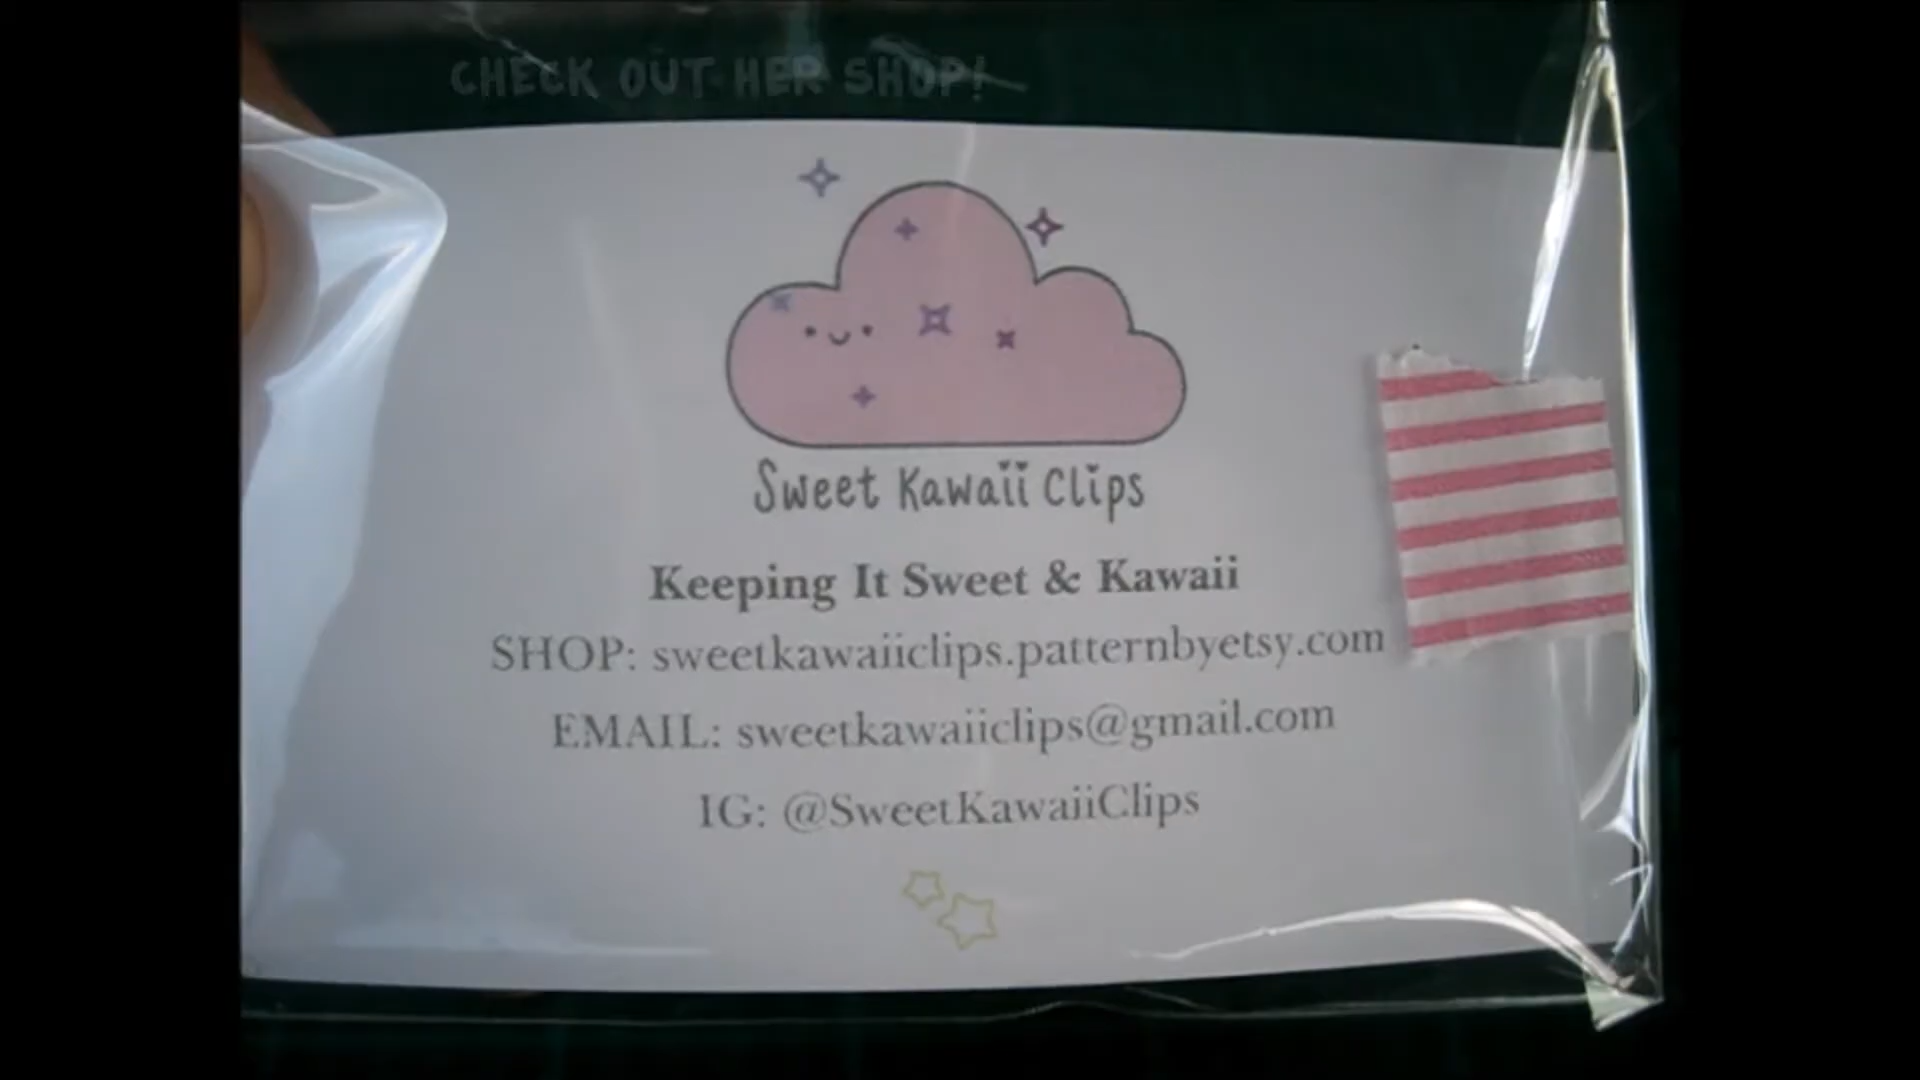 CHECK OUT HER SHOP!
Sweet Kawaii Clips
Keeping It Sweet & Kawaii
SHOP: sweetkawaiiclips.patternbyetsy.com
EMAIL: sweetkawaiiclips@gmail.com
IG: @SweetKawaiiClips